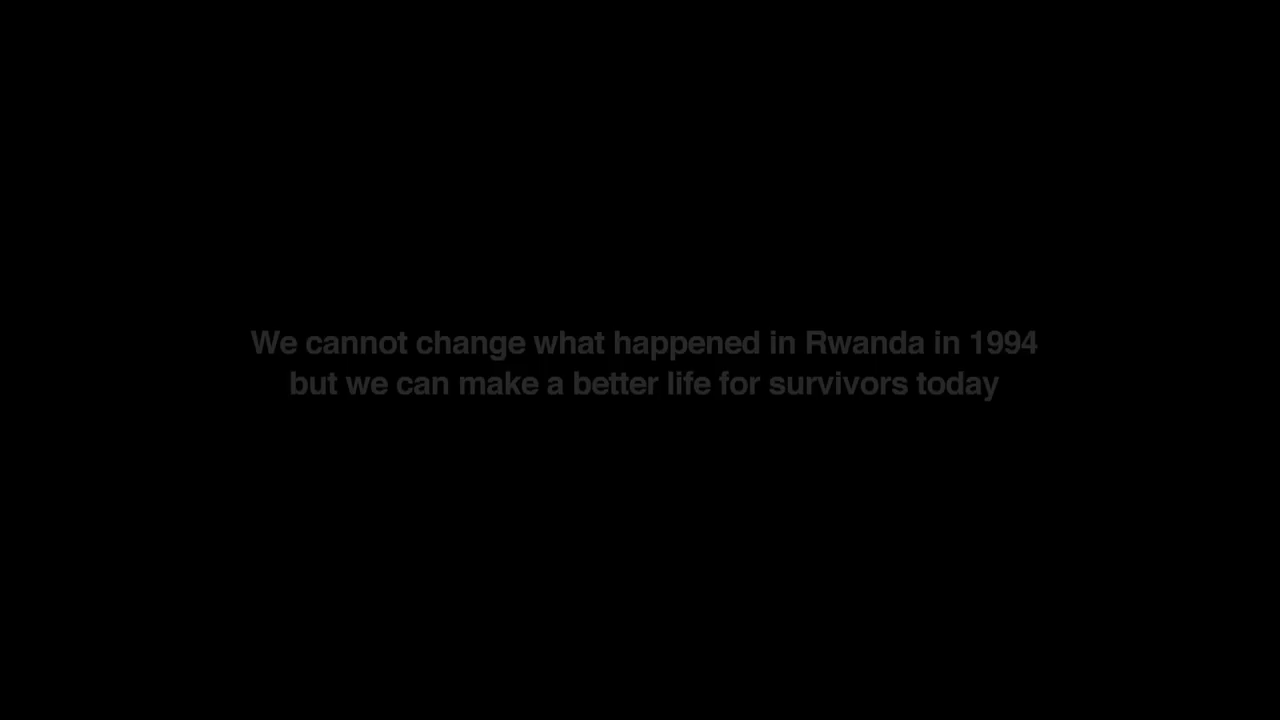 We cannot change what happened in Rwanda in 1994
but we can make a better life for survivors today